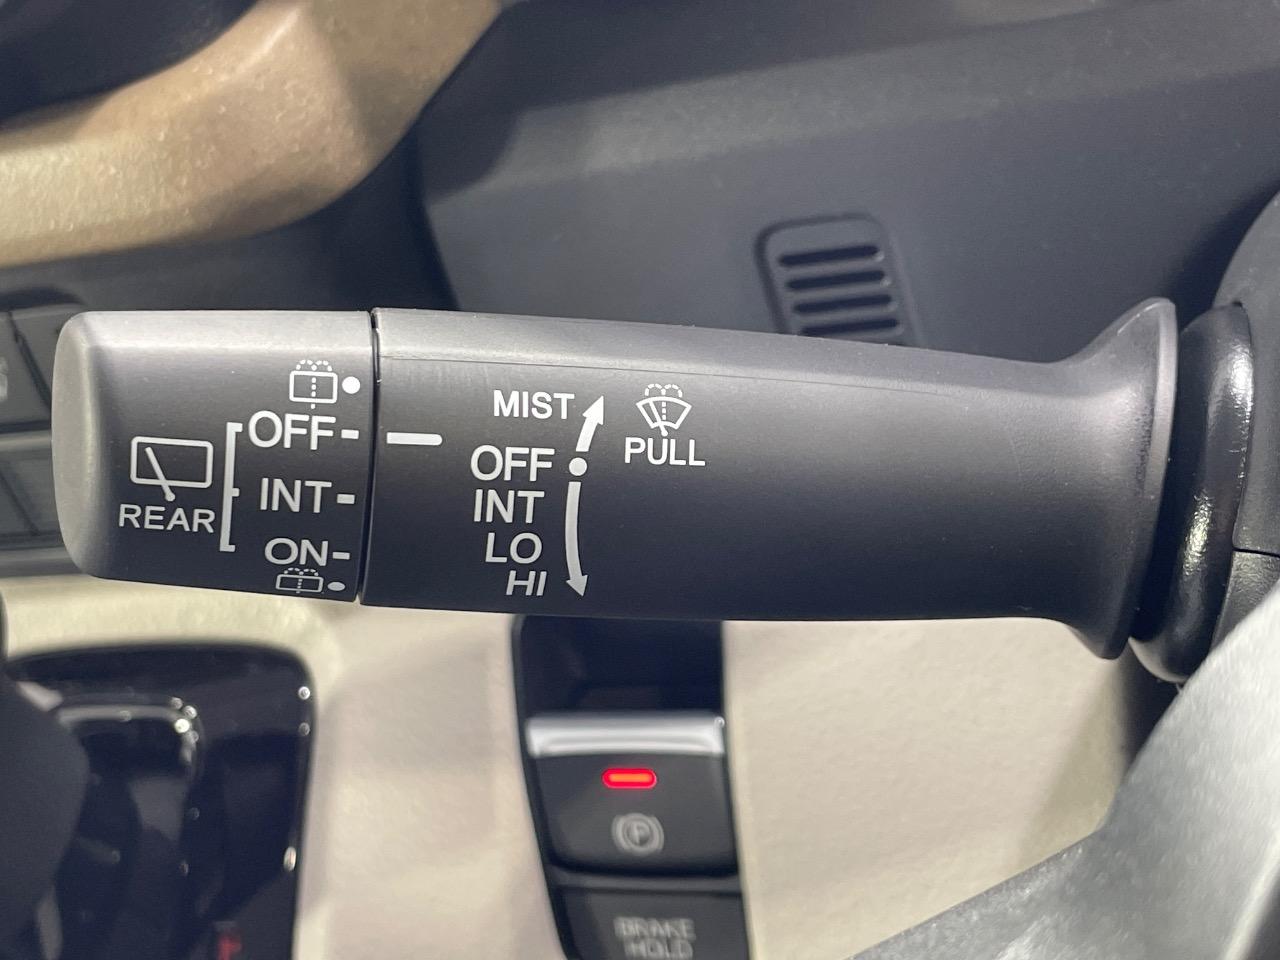 REAR
OFF
INT
ON
MIST
OFF
INT
LO
HI
PULL
P
BRAKE
HOLD